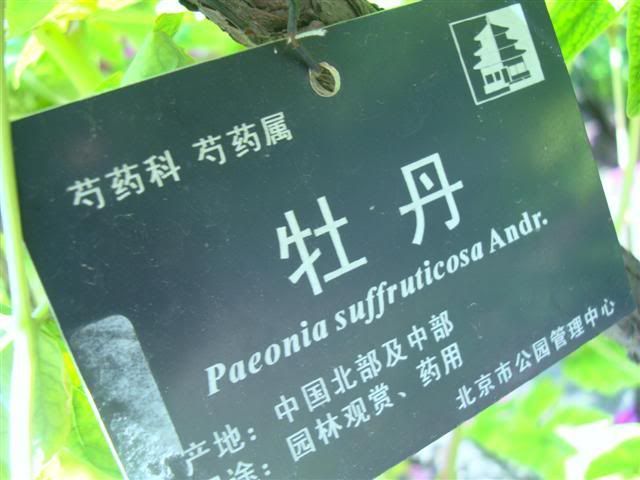 芍药科 芍药属
牡丹
Paeonia suffruticosa Andr.
产地：中国北部及中部
途：园林观赏、药用
北京市公园管理中心